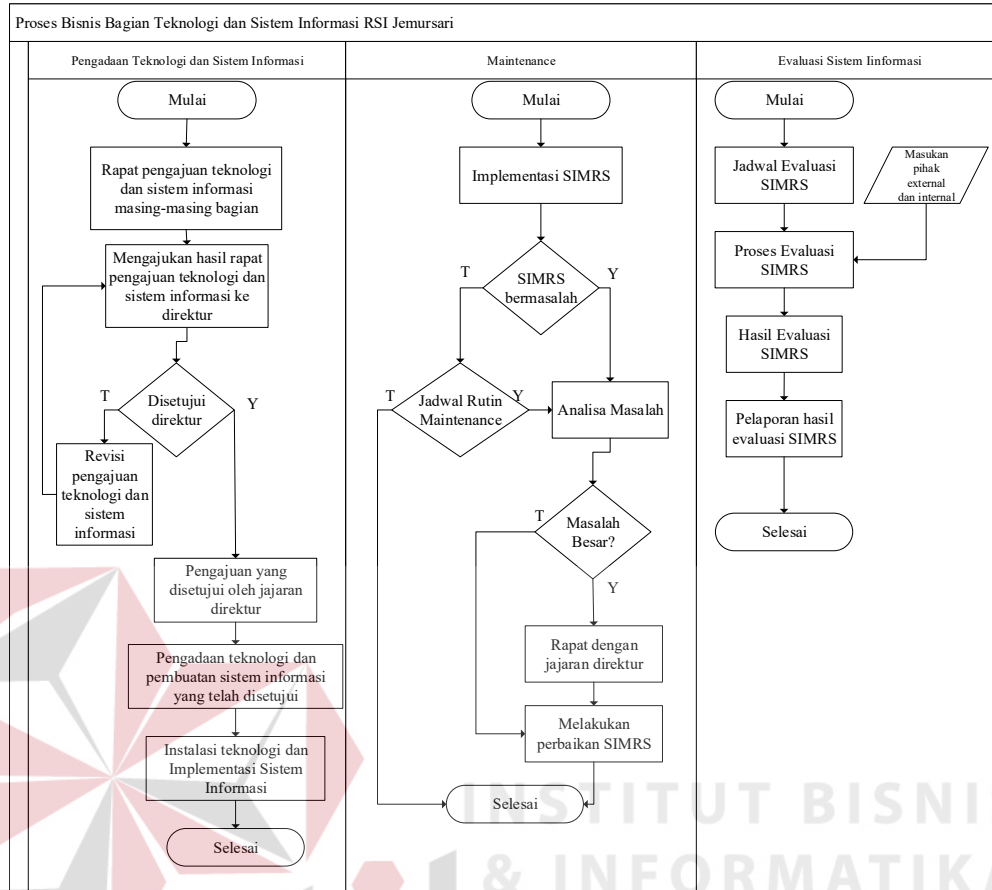 Proses Bisnis Bagian Teknologi dan Sistem Informasi RSI Jemursari
Pengadaan Teknologi dan Sistem Informasi
Mulai
Rapat pengajuan teknologi
dan sistem informasi
masing-masing bagian
Mengajukan hasil rapat
pengajuan teknologi dan
sistem informasi ke
direktur
Disetujui
direktur
T
Y
Revisi
pengajuan
teknologi dan
sistem
informasi
Pengajuan yang
disetujui oleh jajaran
direktur
Pengadaan teknologi dan
pembuatan sistem informasi
yang telah disetujui
Instalasi teknologi dan
Implementasi Sistem
Informasi
Selesai
Maintenance
Mulai
Implementasi SIMRS
T
SIMRS
bermasalah
Y
T
Jadwal Rutin
Maintenance
Y
Analisa Masalah
T
Masalah
Besar?
Y
Rapat dengan
jajaran direktur
Melakukan
perbaikan SIMRS
Selesai
Evaluasi Sistem Iinformasi
Mulai
Jadwal Evaluasi
SIMRS
Masukan
pihak
external
dan internal
Proses Evaluasi
SIMRS
Hasil Evaluasi
SIMRS
Pelaporan hasil
evaluasi SIMRS
Selesai
INSTITUT BISNIS
& INFORMATIKA